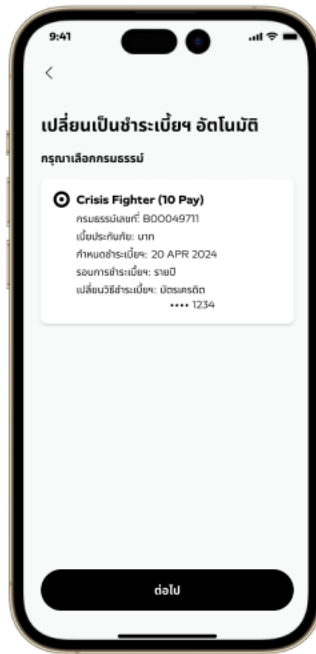 9:41
เปลี่ยนเป็นชำระเบี้ยฯ อัตโนมัติ
กรุณาเลือกกรมธรรม์
Crisis Fighter (10 Pay)
กรมธรรม์เลขที่: B00049711
เบี้ยประกันภัย: บาท
กำหนดชำระเบี้ยฯ: 20 APR 2024
รอบการชำระเบี้ยฯ: รายปี
เปลี่ยนวิธีชำระเบี้ยฯ: บัตรเครดิต
•••• 1234
ต่อไป